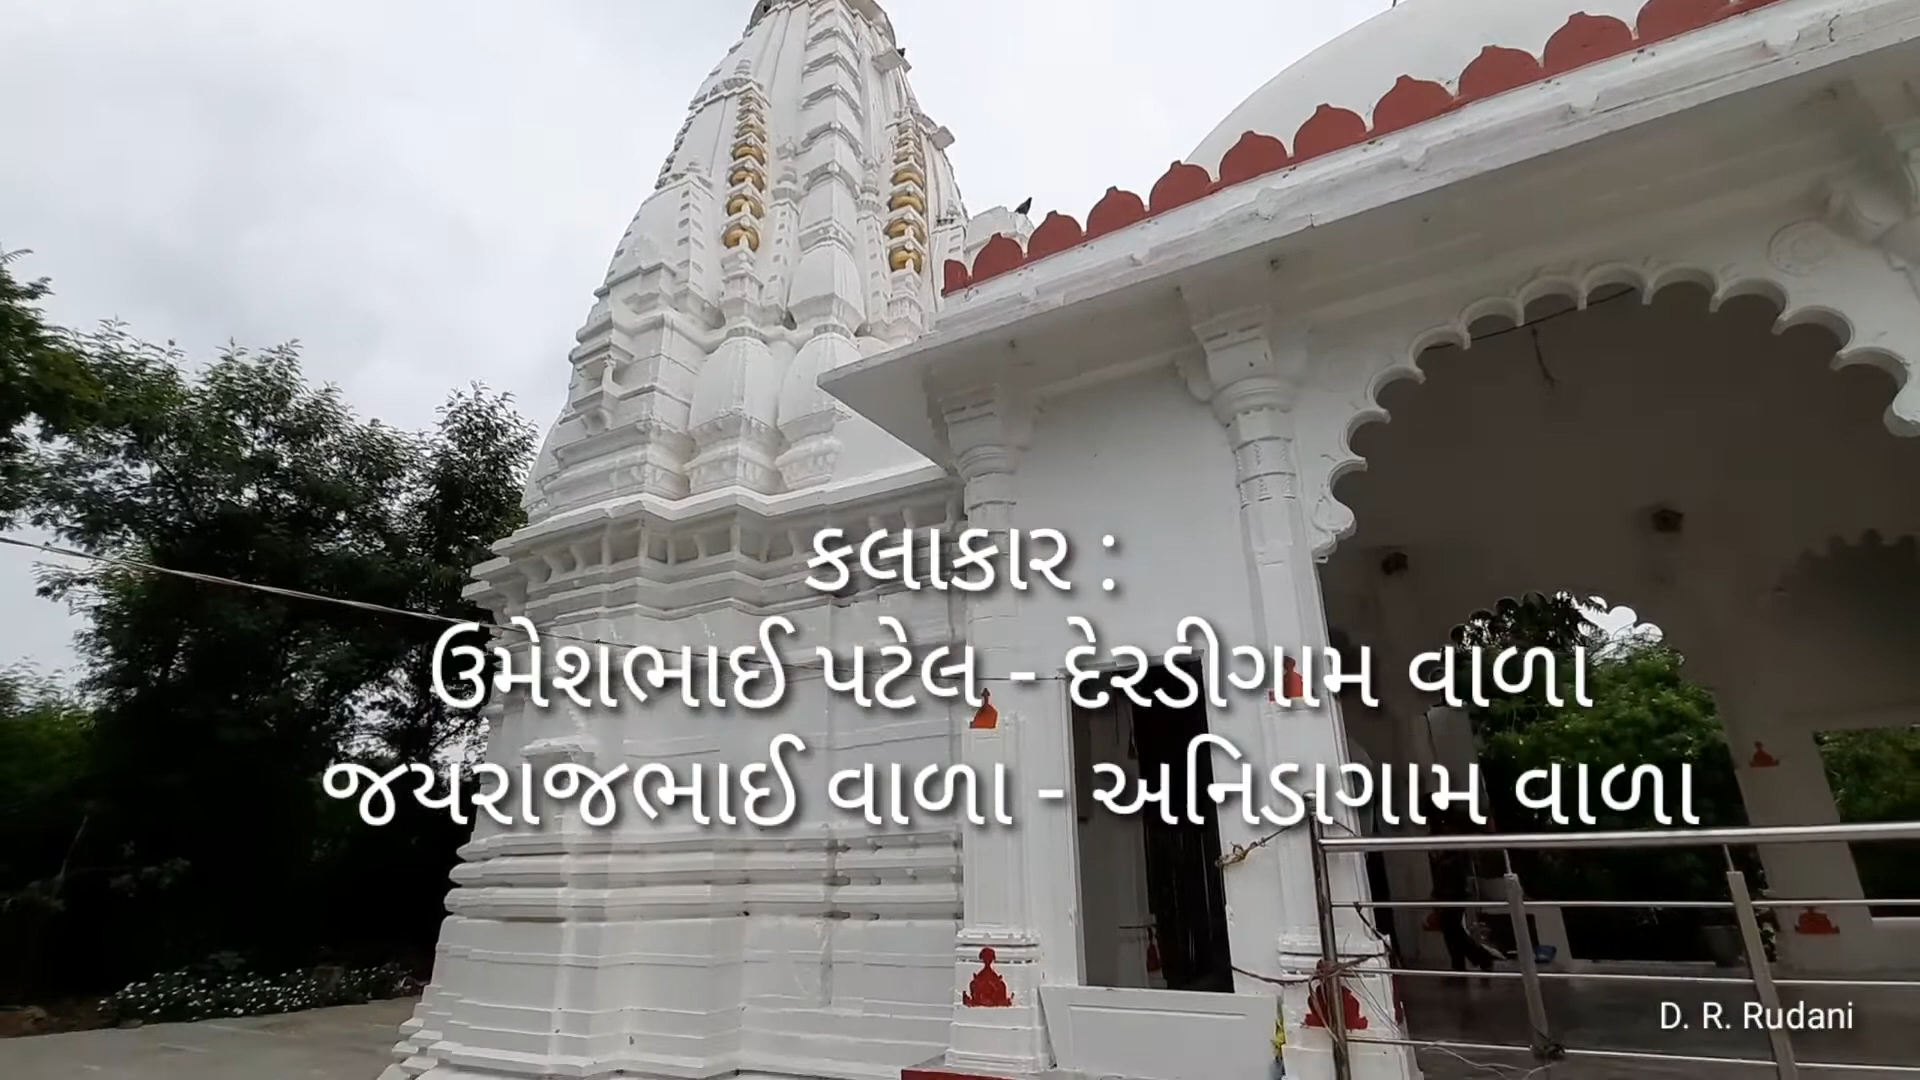 કલાકાર :
ઉમેશભાઈ પટેલ - દેરડીગામ વાળા
જયરાજભાઈ વાળા - અનિડાગામ વાળા
D. R. Rudani